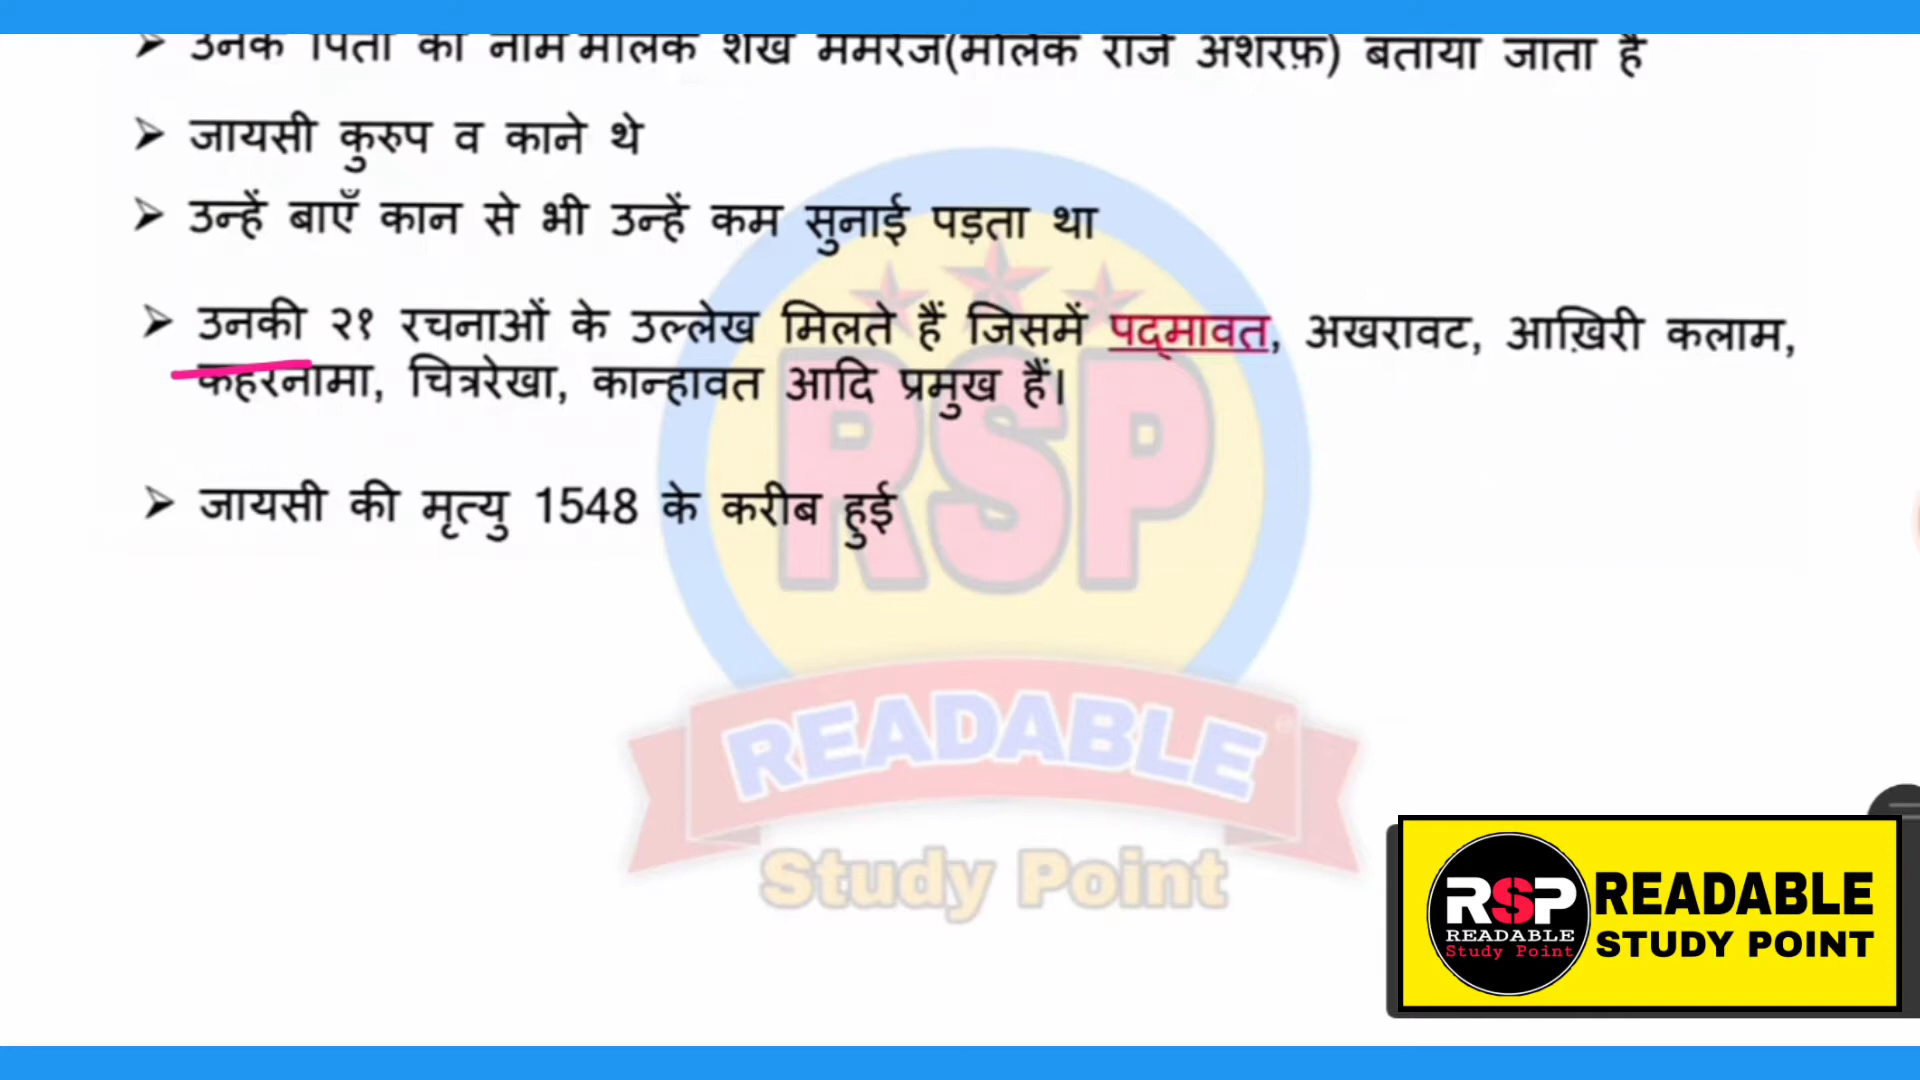 ➢ उनके पिता का नाम मलिक शेख ममरेज(मलिक राजे अशरफ़) बताया जाता है
➢ जायसी कुरुप व काने थे
➢ उन्हें बाएँ कान से भी उन्हें कम सुनाई पड़ता था
➢ उनकी २१ रचनाओं के उल्लेख मिलते हैं जिसमें पद्मावत, अखरावट, आख़िरी कलाम,
कहरनामा, चित्ररेखा, कान्हावत आदि प्रमुख हैं।
➢ जायसी की मृत्यु 1548 के करीब हुई
RSP
READABLE
Study Point
RSP
READABLE
Study Point
READABLE
STUDY POINT